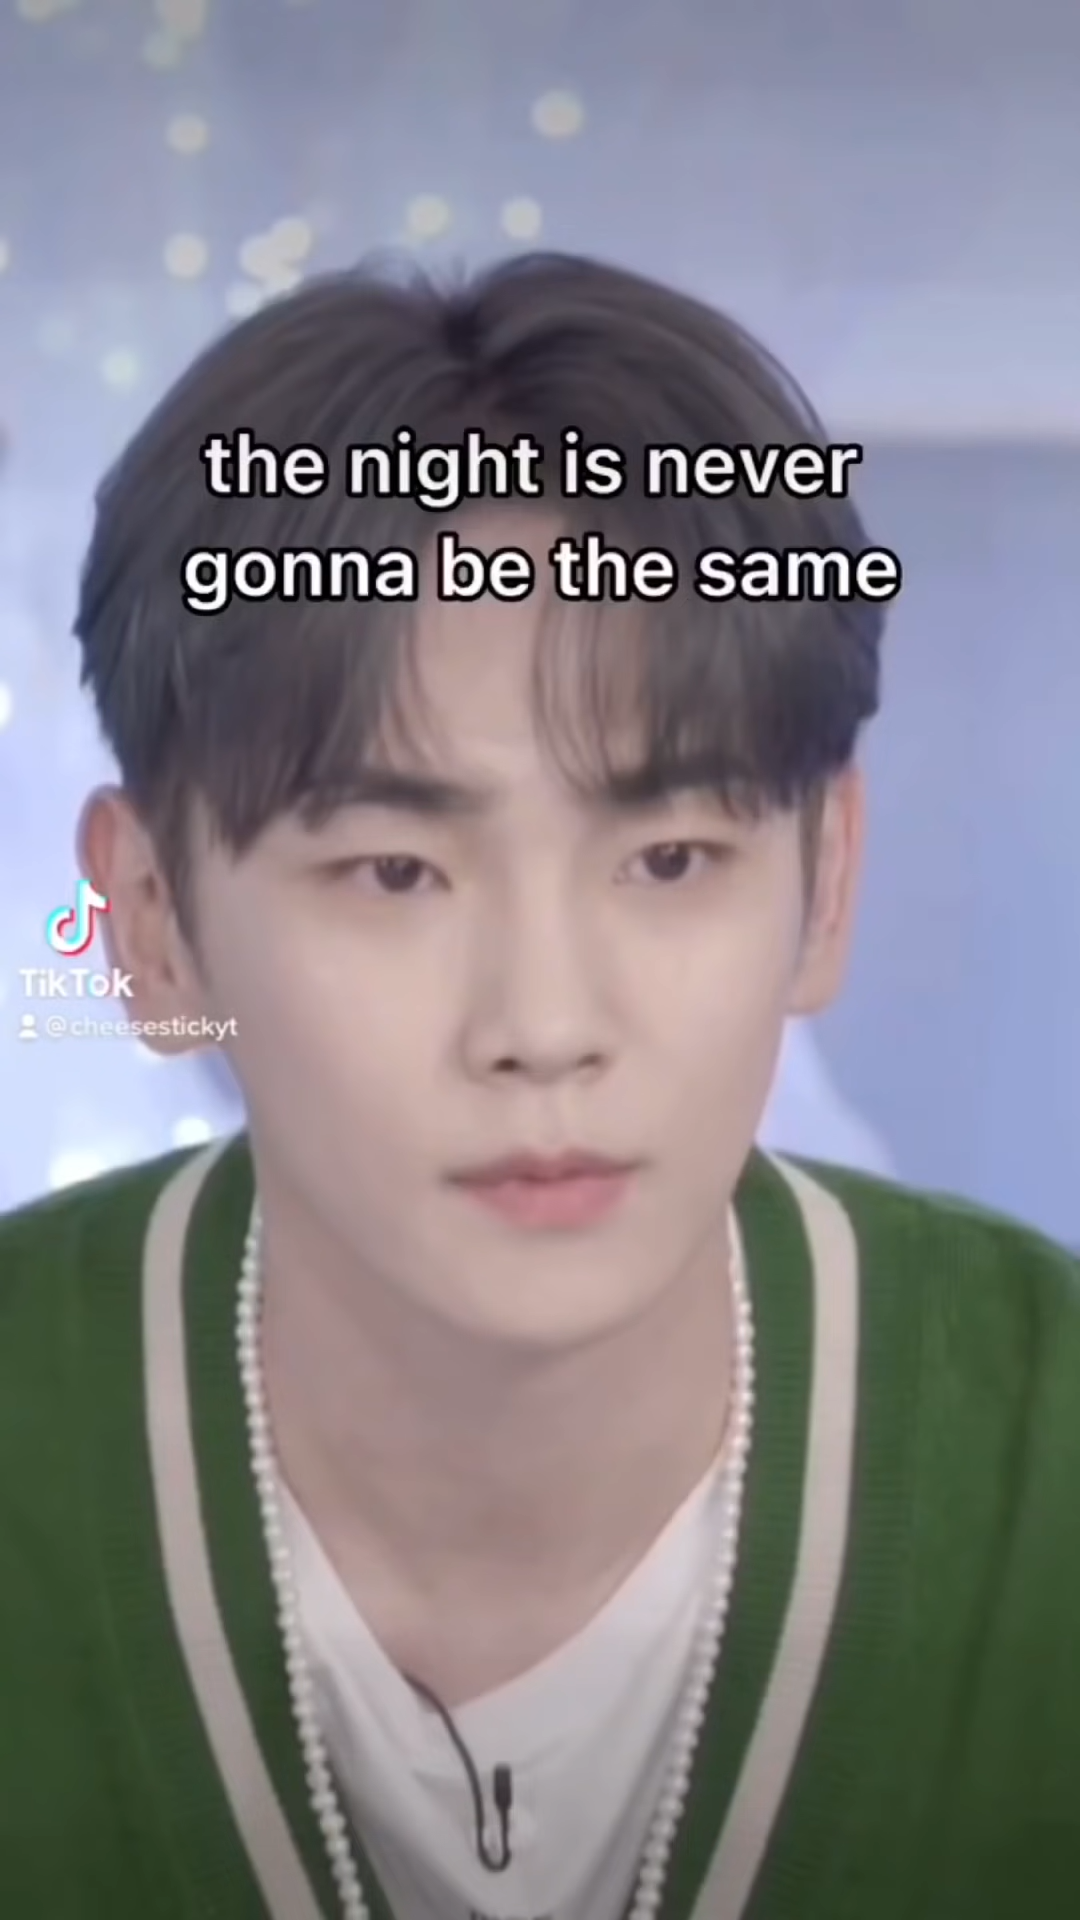 the night is never
gonna be the same
TikTok
@cheesestickyt